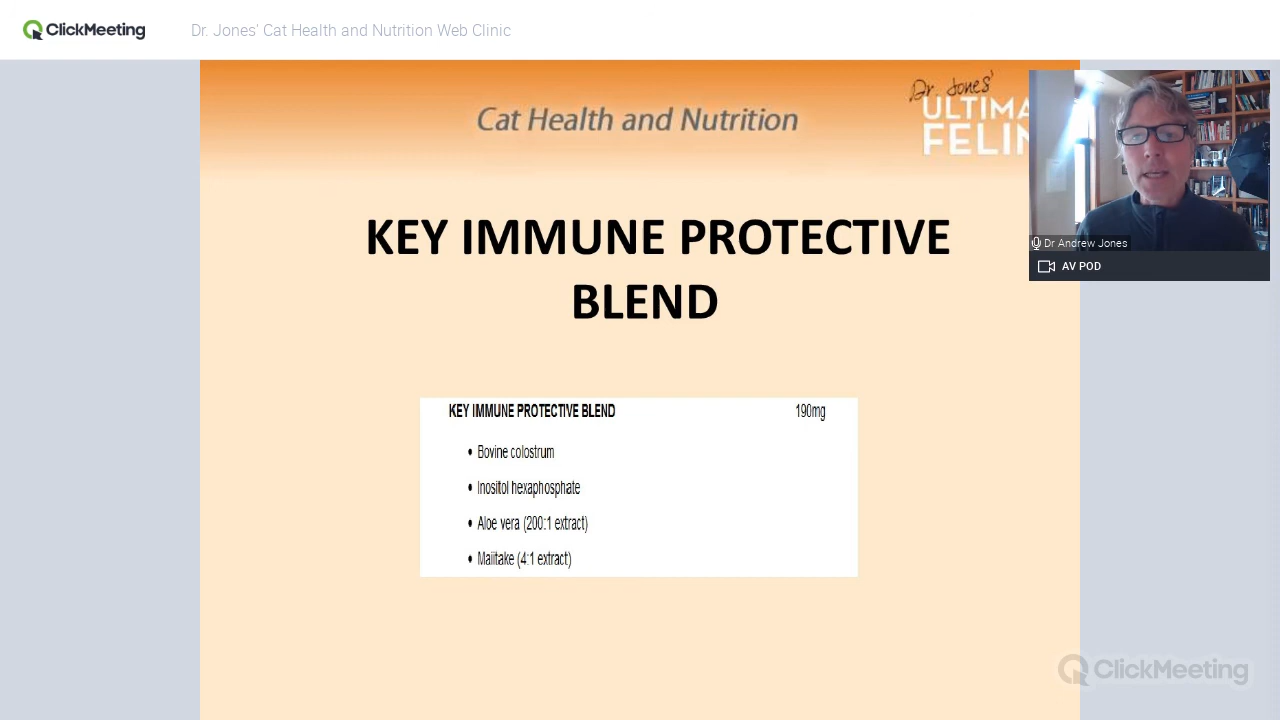 ClickMeeting
Dr. Jones' Cat Health and Nutrition Web Clinic
Cat Health and Nutrition
Dr. Jones'
ULTIMA
FELIN
Dr Andrew Jones
AV POD
KEY IMMUNE PROTECTIVE
BLEND
KEY IMMUNE PROTECTIVE BLEND 190mg
• Bovine colostrum
• Inositol hexaphosphate
• Aloe vera (200:1 extract)
• Maiitake (4:1 extract)
ClickMeeting